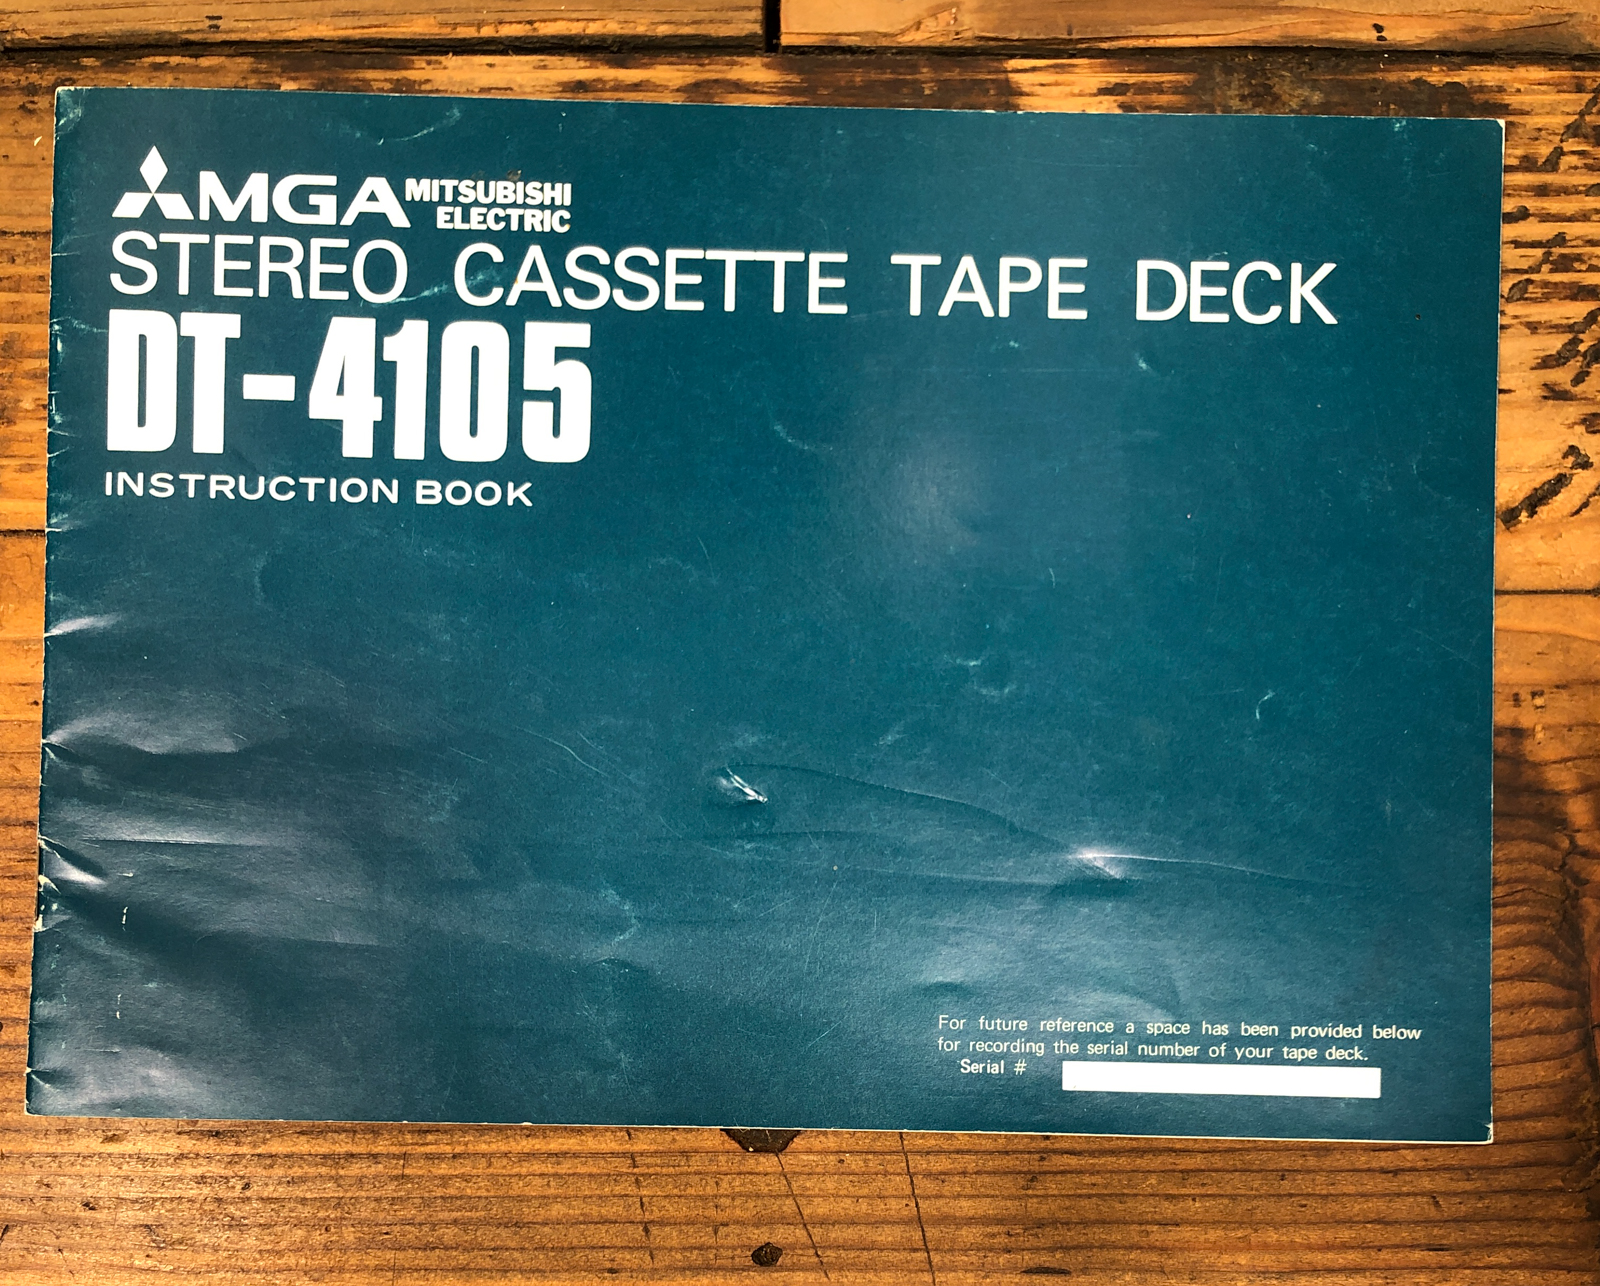 MGA MITSUBISHI
ELECTRIC
STEREO CASSETTE TAPE DECK
DT-4105
INSTRUCTION BOOK
For future reference a space has been provided below
for recording the serial number of your tape deck.
Serial #